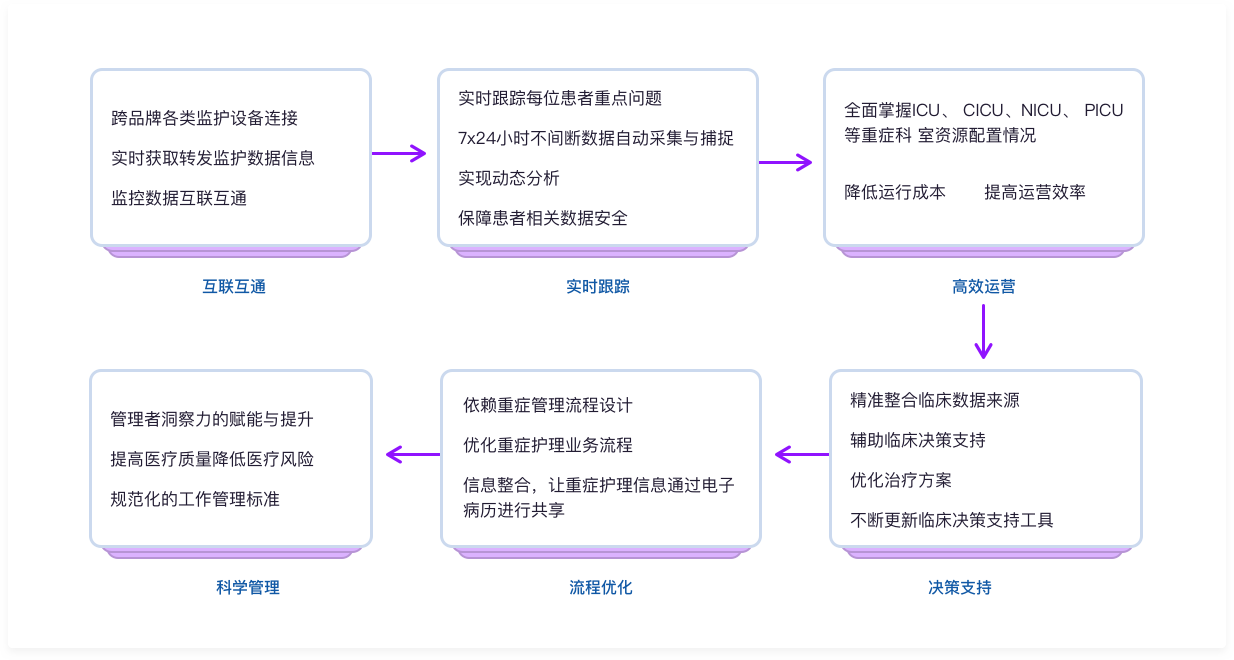 跨品牌各类监护设备连接
实时获取转发监护数据信息
监控数据互联互通
互联互通
实时跟踪每位患者重点问题
7x24小时不间断数据自动采集与捕捉
实现动态分析
保障患者相关数据安全
实时跟踪
全面掌握ICU、 CICU、NICU、 PICU
等重症科 室资源配置情况
降低运行成本 提高运营效率
高效运营
精准整合临床数据来源
辅助临床决策支持
优化治疗方案
不断更新临床决策支持工具
决策支持
依赖重症管理流程设计
优化重症护理业务流程
信息整合，让重症护理信息通过电子
病历进行共享
流程优化
管理者洞察力的赋能与提升
提高医疗质量降低医疗风险
规范化的工作管理标准
科学管理